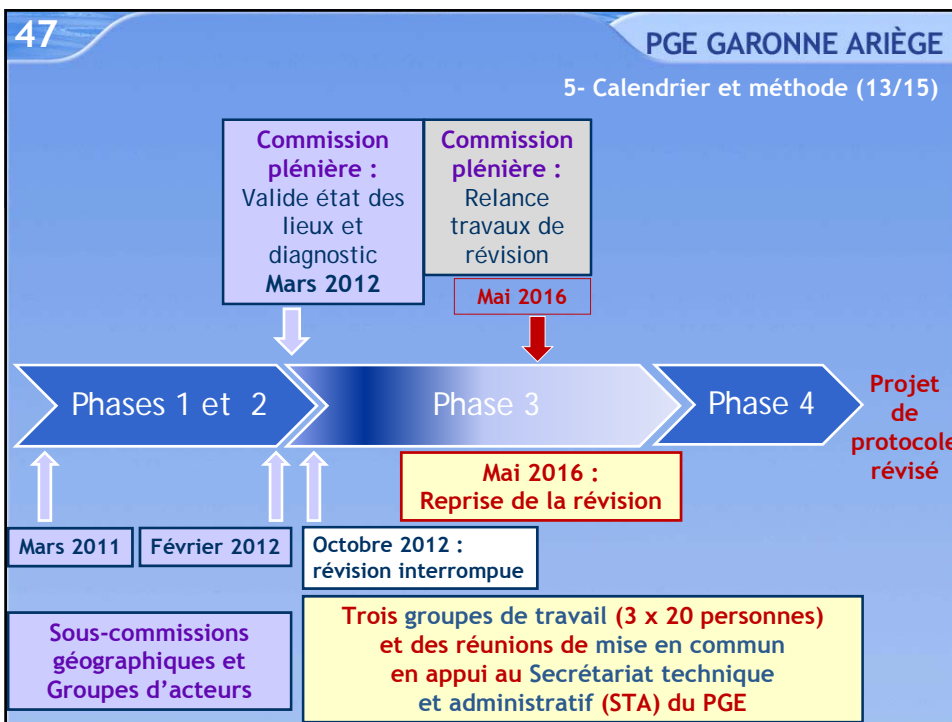 47
PGE GARONNE ARIÈGE
5- Calendrier et méthode (13/15)
Commission
plénière :
Valide état des
lieux et
diagnostic
Mars 2012
Commission
plénière :
Relance
travaux de
révision
Mai 2016
Phases 1 et 2
Phase 3
Phase 4
Projet
de
protocole
révisé
Mai 2016 :
Reprise de la révision
Mars 2011
Février 2012
Octobre 2012 :
révision interrompue
Sous-commissions
géographiques et
Groupes d’acteurs
Trois groupes de travail (3 x 20 personnes)
et des réunions de mise en commun
en appui au Secrétariat technique
et administratif (STA) du PGE